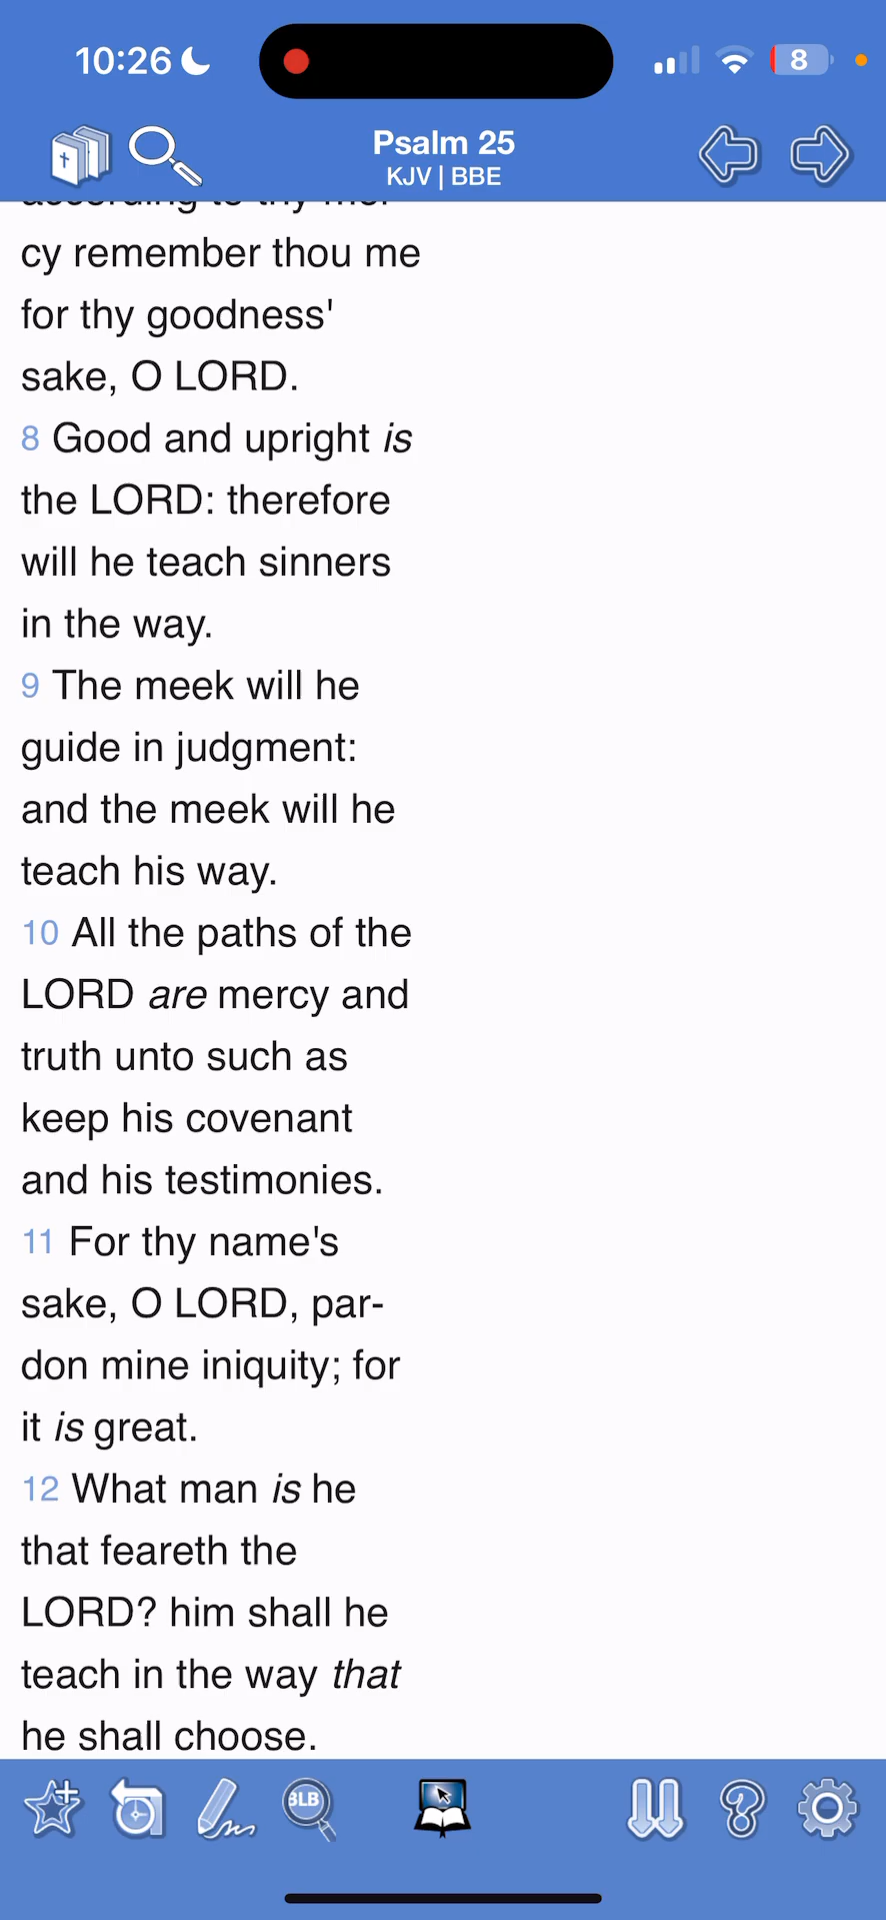 10:26
8
Psalm 25
KJV | BBE
according to thy mer-
cy remember thou me
for thy goodness'
sake, O LORD.
8 Good and upright is
the LORD: therefore
will he teach sinners
in the way.
9 The meek will he
guide in judgment:
and the meek will he
teach his way.
10 All the paths of the
LORD are mercy and
truth unto such as
keep his covenant
and his testimonies.
11 For thy name's
sake, O LORD, par-
don mine iniquity; for
it is great.
12 What man is he
that feareth the
LORD? him shall he
teach in the way that
he shall choose.
BLB